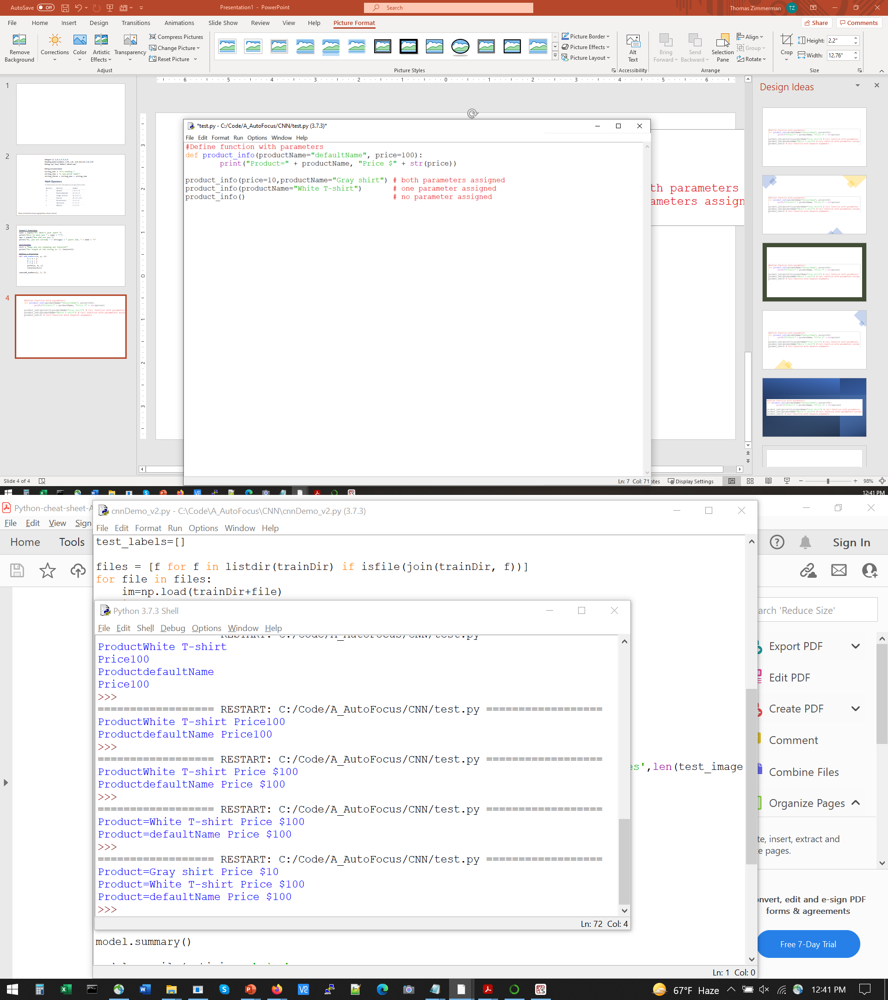 AutoSave Off Presentation1 - PowerPoint Search Thomas Zimmerman TZ
File Home Insert Design Transitions Animations Slide Show Review View Help Picture Format Share Comments
Remove Background
Corrections
Color
Artistic Effects
Transparency
Compress Pictures
Change Picture
Reset Picture
Adjust
Picture Styles
Picture Border
Picture Effects
Picture Layout
Alt Text
Accessibility
Bring Forward
Send Backward
Selection Pane
Align
Group
Rotate
Arrange
Crop
Height: 2.2"
Width: 12.76"
Size
1
2
3
4
Design Ideas
*test.py - C:/Code/A_AutoFocus/CNN/test.py (3.7.3)*
File Edit Format Run Options Window Help
#Define function with parameters
def product_info(productName="defaultName", price=100):
print("Product=" + productName, "Price $" + str(price))
product_info(price=10,productName="Gray shirt") # both parameters assigned
product_info(productName="White T-shirt") # one parameter assigned
product_info() # no parameter assigned
th parameters
ameters assign
Ln: 7 Col: 71
Slide 4 of 4
otes Display Settings 98%
12:41 PM
Python-cheat-sheet-A
File Edit View Sign
Home Tools
Sign In
cnnDemo_v2.py - C:\Code\A_AutoFocus\CNN\cnnDemo_v2.py (3.7.3)
File Edit Format Run Options Window Help
test_labels=[]
files = [f for f in listdir(trainDir) if isfile(join(trainDir, f))]
for file in files:
im=np.load(trainDir+file)
Python 3.7.3 Shell
File Edit Shell Debug Options Window Help
RESTART: C:/Code/A_AutoFocus/CNN/test.py
ProductWhite T-shirt
Price100
ProductdefaultName
Price100
>>>
================== RESTART: C:/Code/A_AutoFocus/CNN/test.py ==================
ProductWhite T-shirt Price100
ProductdefaultName Price100
>>>
================== RESTART: C:/Code/A_AutoFocus/CNN/test.py ==================
ProductWhite T-shirt Price $100
ProductdefaultName Price $100
>>>
================== RESTART: C:/Code/A_AutoFocus/CNN/test.py ==================
Product=White T-shirt Price $100
Product=defaultName Price $100
>>>
================== RESTART: C:/Code/A_AutoFocus/CNN/test.py ==================
Product=Gray shirt Price $10
Product=White T-shirt Price $100
Product=defaultName Price $100
>>>
Ln: 72 Col: 4
es',len(test_image
model.summary()
Ln: 1 Col: 0
arch 'Reduce Size'
Export PDF
Edit PDF
Create PDF
Comment
Combine Files
Organize Pages
te, insert, extract and
e pages.
nvert, edit and e-sign PDF
forms & agreements
Free 7-Day Trial
67°F Haze 12:41 PM